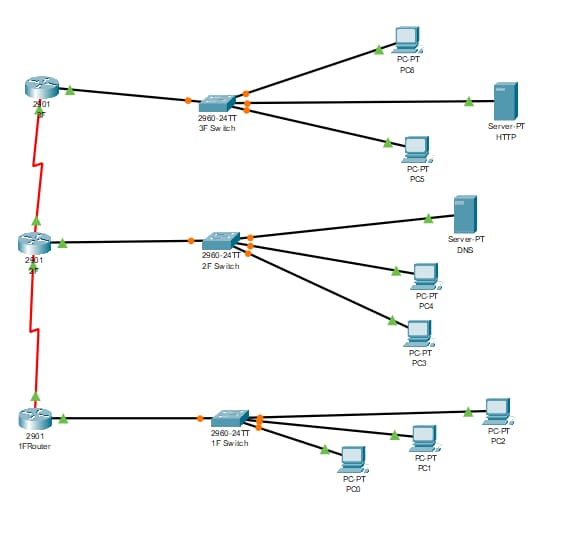 PC-PT
PC6
2901
3F
2960-24TT
3F Switch
Server-PT
HTTP
PC-PT
PC5
2901
2F
2960-24TT
2F Switch
Server-PT
DNS
PC-PT
PC4
PC-PT
PC3
2901
1FRouter
2960-24TT
1F Switch
PC-PT
PC2
PC-PT
PC1
PC-PT
PC0